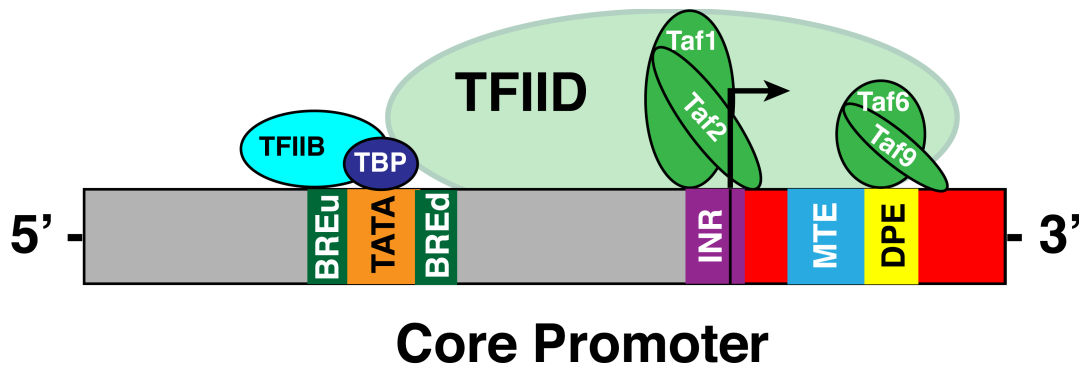 TFIID
Taf1
Taf2
Taf6
Taf9
TFIIB
TBP
5’
BREu
TATA
BREd
INR
MTE
DPE
3’
Core Promoter